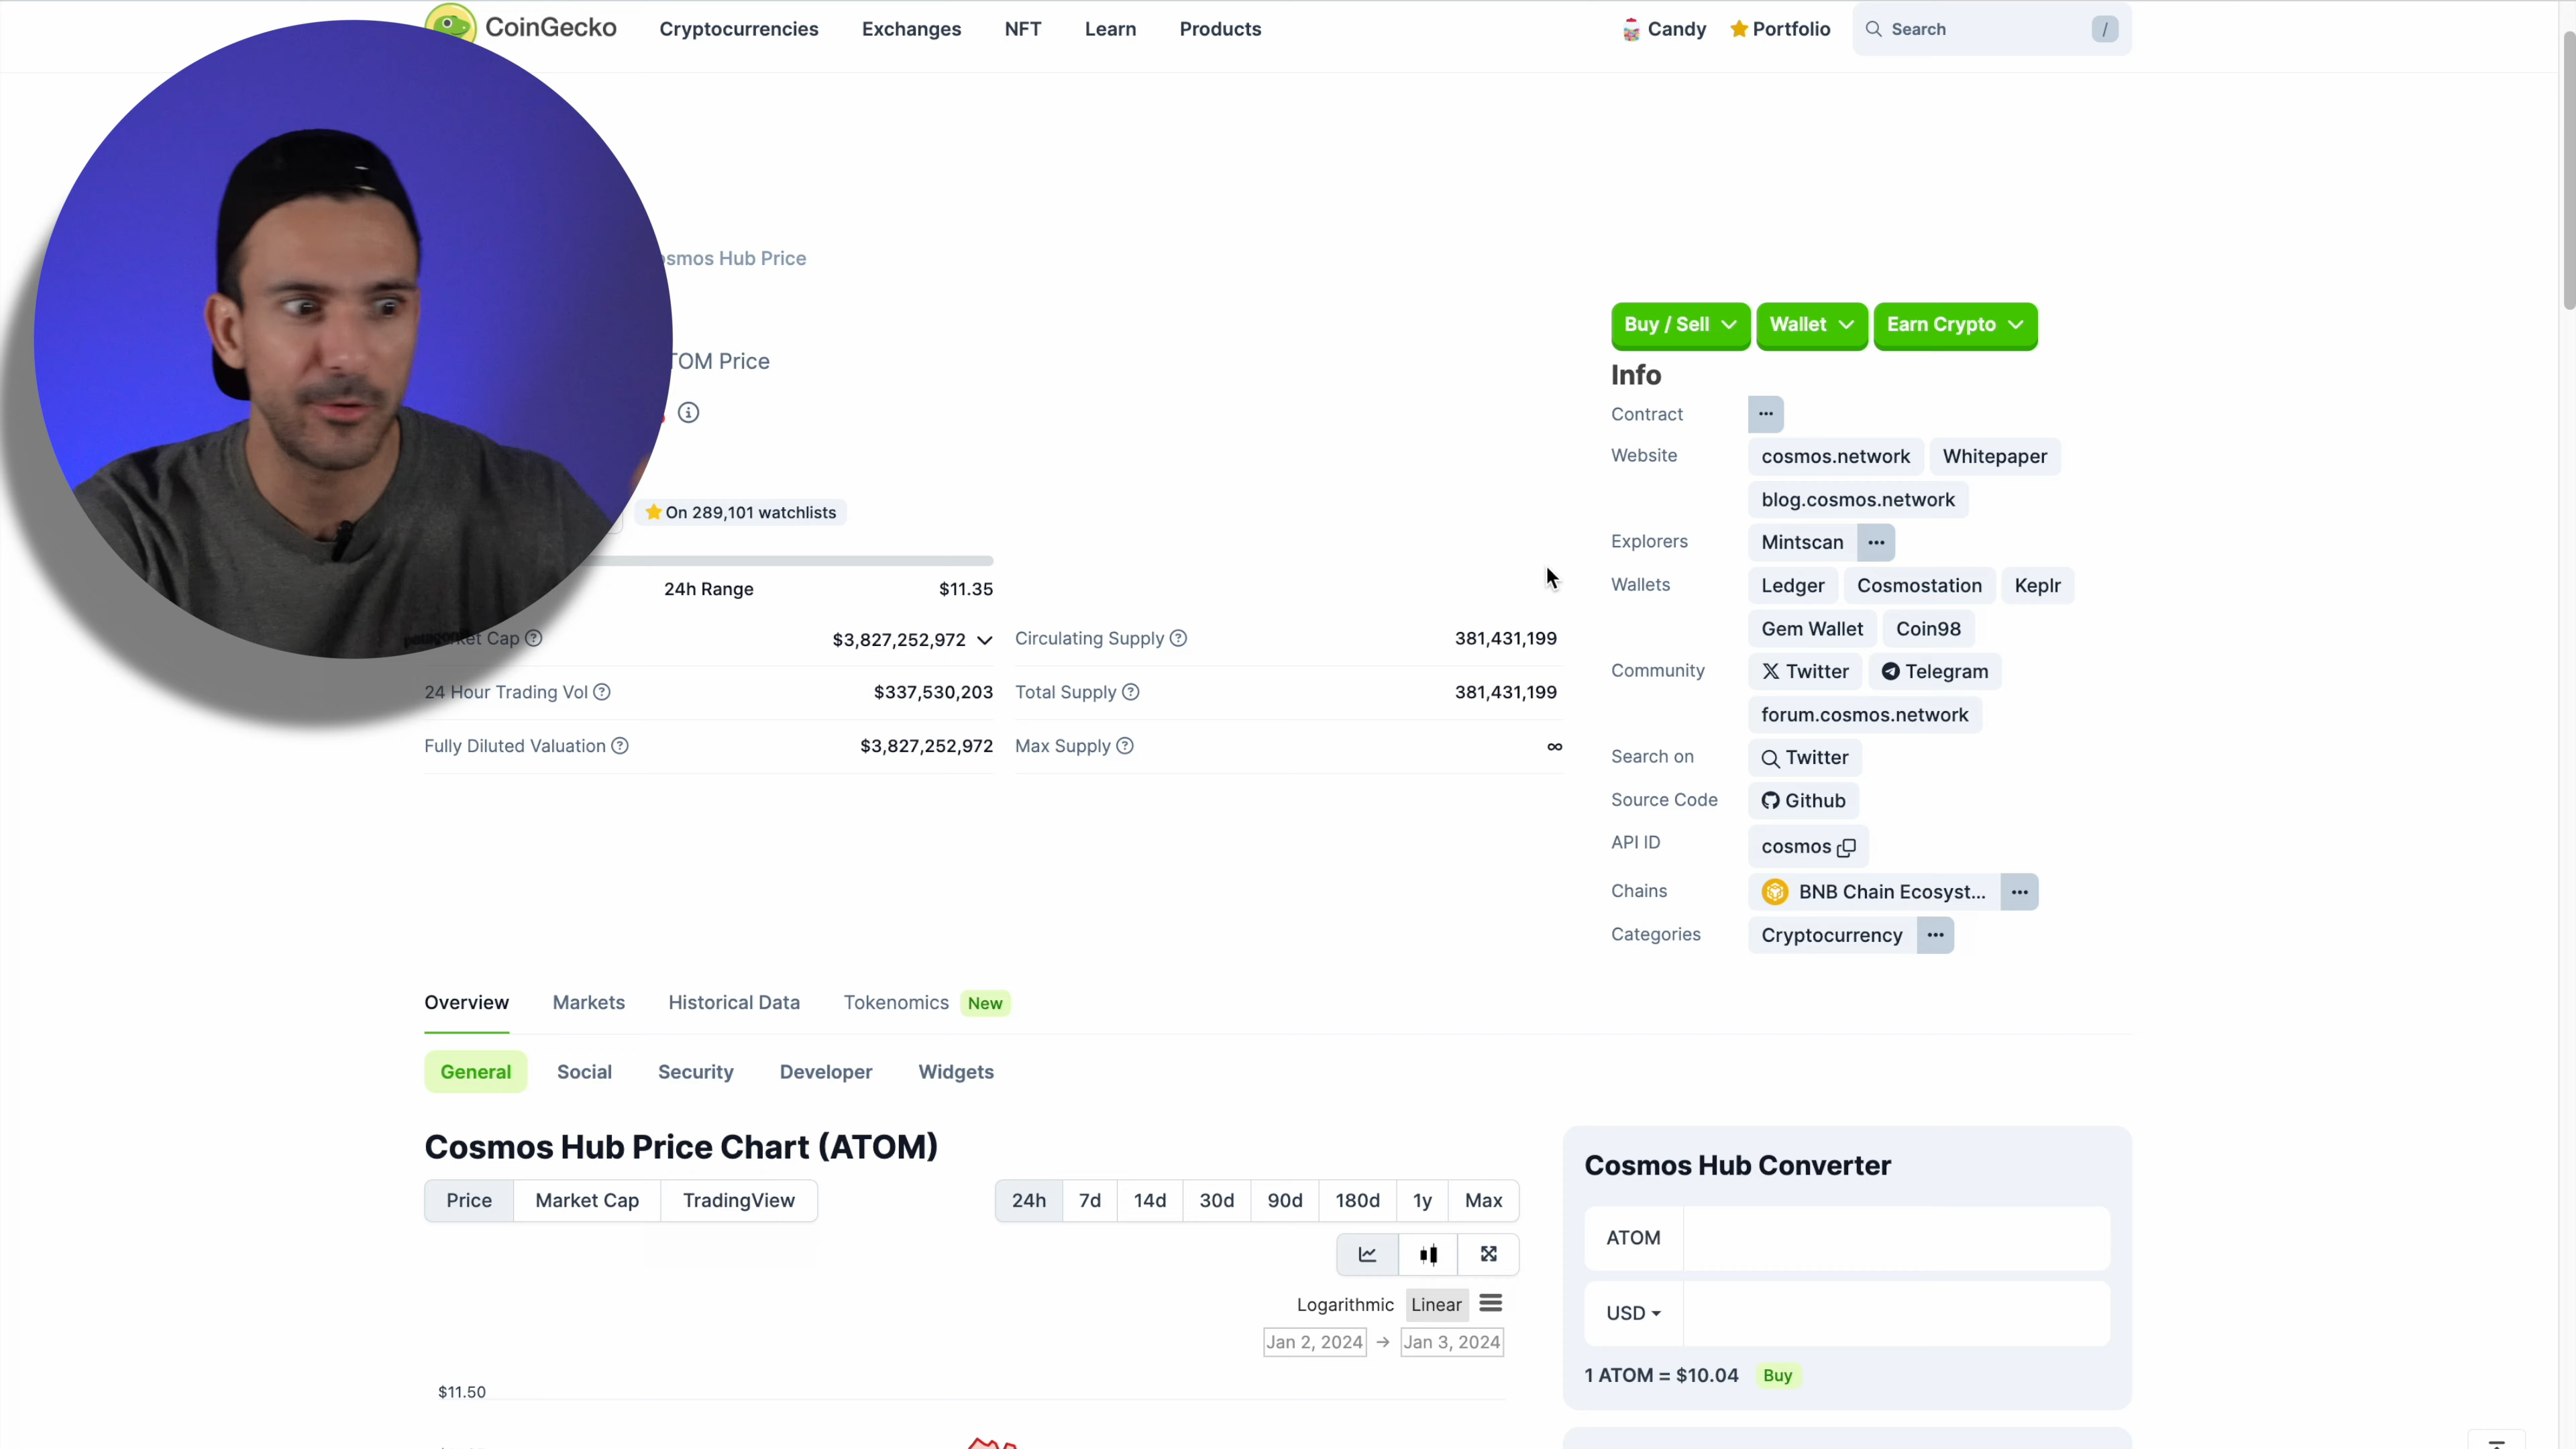 CoinGecko
Cryptocurrencies Exchanges NFT Learn Products
Candy Portfolio Search /
osmos Hub Price
TOM Price
On 289,101 watchlists
24h Range $11.35
ket Cap $3,827,252,972
24 Hour Trading Vol $337,530,203
Fully Diluted Valuation $3,827,252,972
Circulating Supply 381,431,199
Total Supply 381,431,199
Max Supply ∞
Buy / Sell Wallet Earn Crypto
Info
Contract ...
Website cosmos.network Whitepaper
blog.cosmos.network
Explorers Mintscan ...
Wallets Ledger Cosmostation Keplr
Gem Wallet Coin98
Community X Twitter Telegram
forum.cosmos.network
Search on Twitter
Source Code Github
API ID cosmos
Chains BNB Chain Ecosyst... ...
Categories Cryptocurrency ...
Overview Markets Historical Data Tokenomics New
General Social Security Developer Widgets
Cosmos Hub Price Chart (ATOM)
Price Market Cap TradingView
24h 7d 14d 30d 90d 180d 1y Max
Logarithmic Linear
Jan 2, 2024 → Jan 3, 2024
$11.50
Cosmos Hub Converter
ATOM
USD
1 ATOM = $10.04 Buy